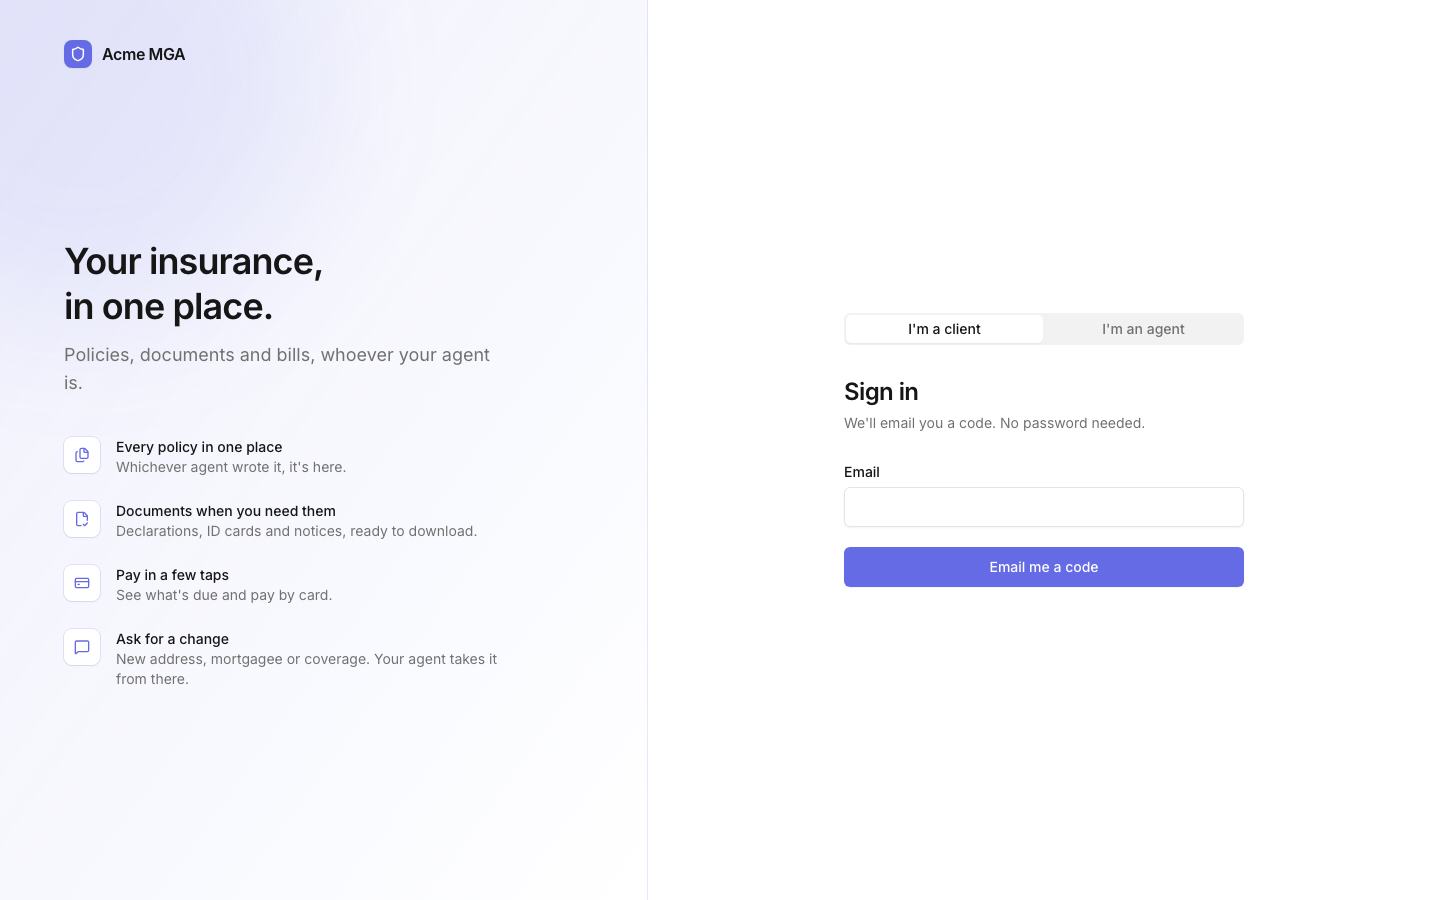 Acme MGA
Your insurance,
in one place.
Policies, documents and bills, whoever your agent
is.
Every policy in one place
Whichever agent wrote it, it's here.
Documents when you need them
Declarations, ID cards and notices, ready to download.
Pay in a few taps
See what's due and pay by card.
Ask for a change
New address, mortgagee or coverage. Your agent takes it
from there.
I'm a client
I'm an agent
Sign in
We'll email you a code. No password needed.
Email
Email me a code